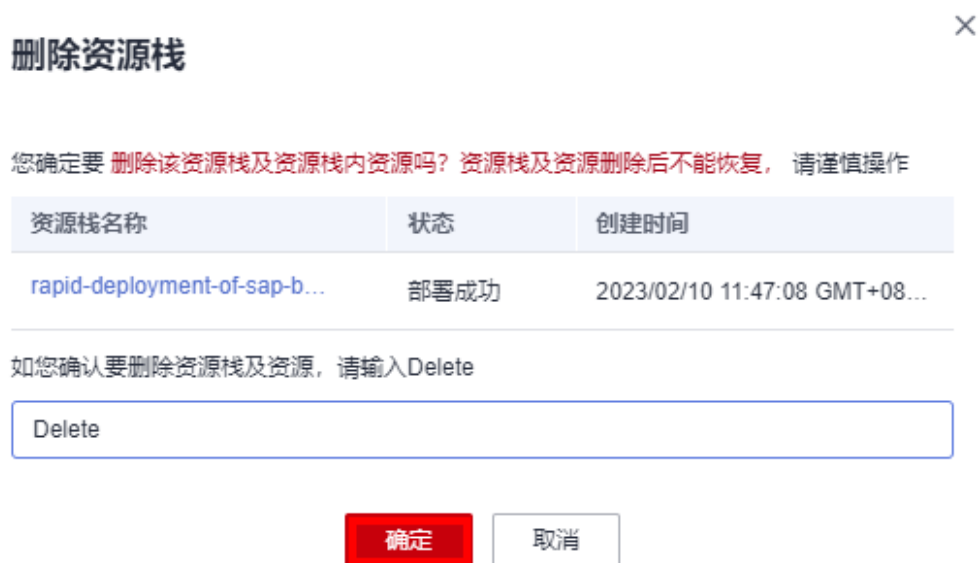 删除资源栈
您确定要 删除该资源栈及资源栈内资源吗？资源栈及资源删除后不能恢复， 请谨慎操作
资源栈名称 状态 创建时间
rapid-deployment-of-sap-b... 部署成功 2023/02/10 11:47:08 GMT+08...
如您确认要删除资源栈及资源，请输入Delete
Delete
确定 取消